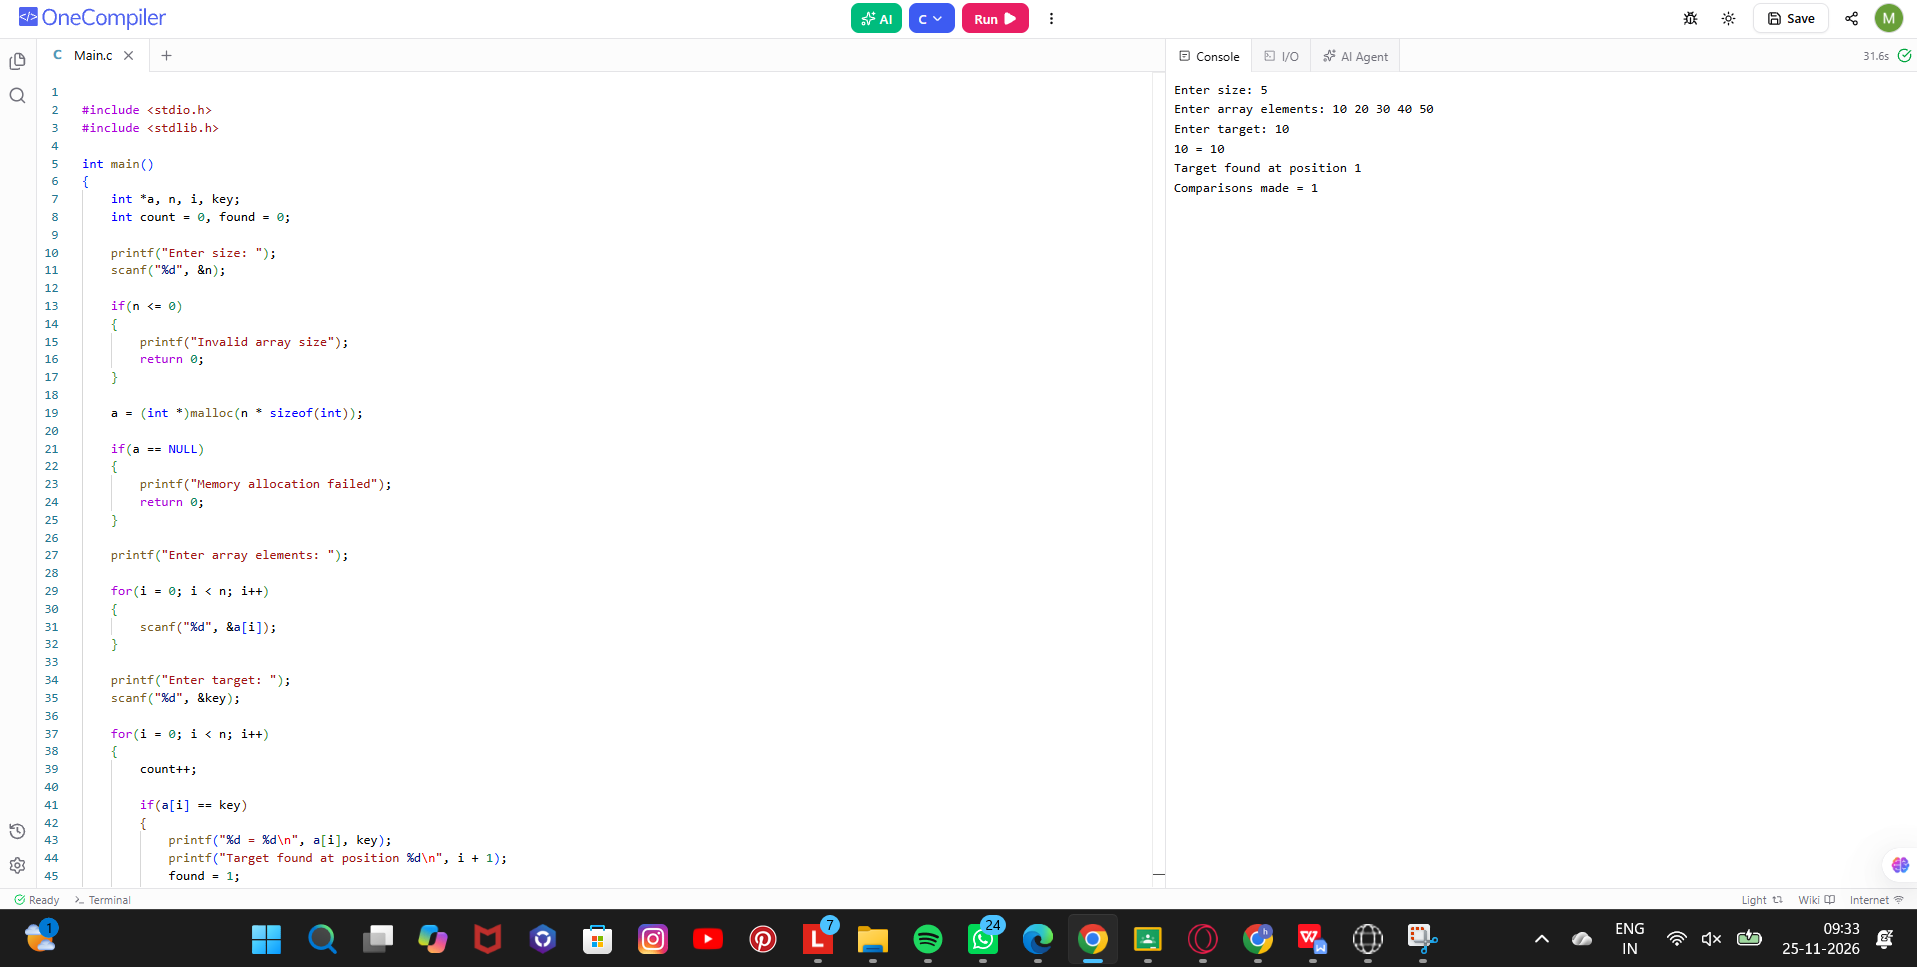 </> OneCompiler
AI
C
Run
Save
M
C Main.c
Console
I/O
AI Agent
31.6s
1
2 #include <stdio.h>
3 #include <stdlib.h>
4
5 int main()
6 {
7 int *a, n, i, key;
8 int count = 0, found = 0;
9
10 printf("Enter size: ");
11 scanf("%d", &n);
12
13 if(n <= 0)
14 {
15 printf("Invalid array size");
16 return 0;
17 }
18
19 a = (int *)malloc(n * sizeof(int));
20
21 if(a == NULL)
22 {
23 printf("Memory allocation failed");
24 return 0;
25 }
26
27 printf("Enter array elements: ");
28
29 for(i = 0; i < n; i++)
30 {
31 scanf("%d", &a[i]);
32 }
33
34 printf("Enter target: ");
35 scanf("%d", &key);
36
37 for(i = 0; i < n; i++)
38 {
39 count++;
40
41 if(a[i] == key)
42 {
43 printf("%d = %d\n", a[i], key);
44 printf("Target found at position %d\n", i + 1);
45 found = 1;
Enter size: 5
Enter array elements: 10 20 30 40 50
Enter target: 10
10 = 10
Target found at position 1
Comparisons made = 1
Ready
Terminal
Light
Wiki
Internet
1
L
7
24
h
W
W
ENG
IN
09:33
25-11-2026